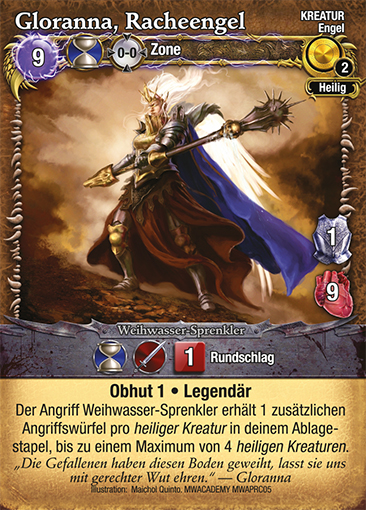 Gloranna, Racheengel
KREATUR
Engel
9
0-0 Zone
2
Heilig
1
9
Weihwasser-Sprenkler
1 Rundschlag
Obhut 1 • Legendär
Der Angriff Weihwasser-Sprenkler erhält 1 zusätzlichen
Angriffswürfel pro heiliger Kreatur in deinem Ablage-
stapel, bis zu einem Maximum von 4 heiligen Kreaturen.
„Die Gefallenen haben diesen Boden geweiht, lasst sie uns
mit gerechter Wut ehren.“ — Gloranna
Illustration: Maichol Quinto. MWACADEMY MWAPRC05